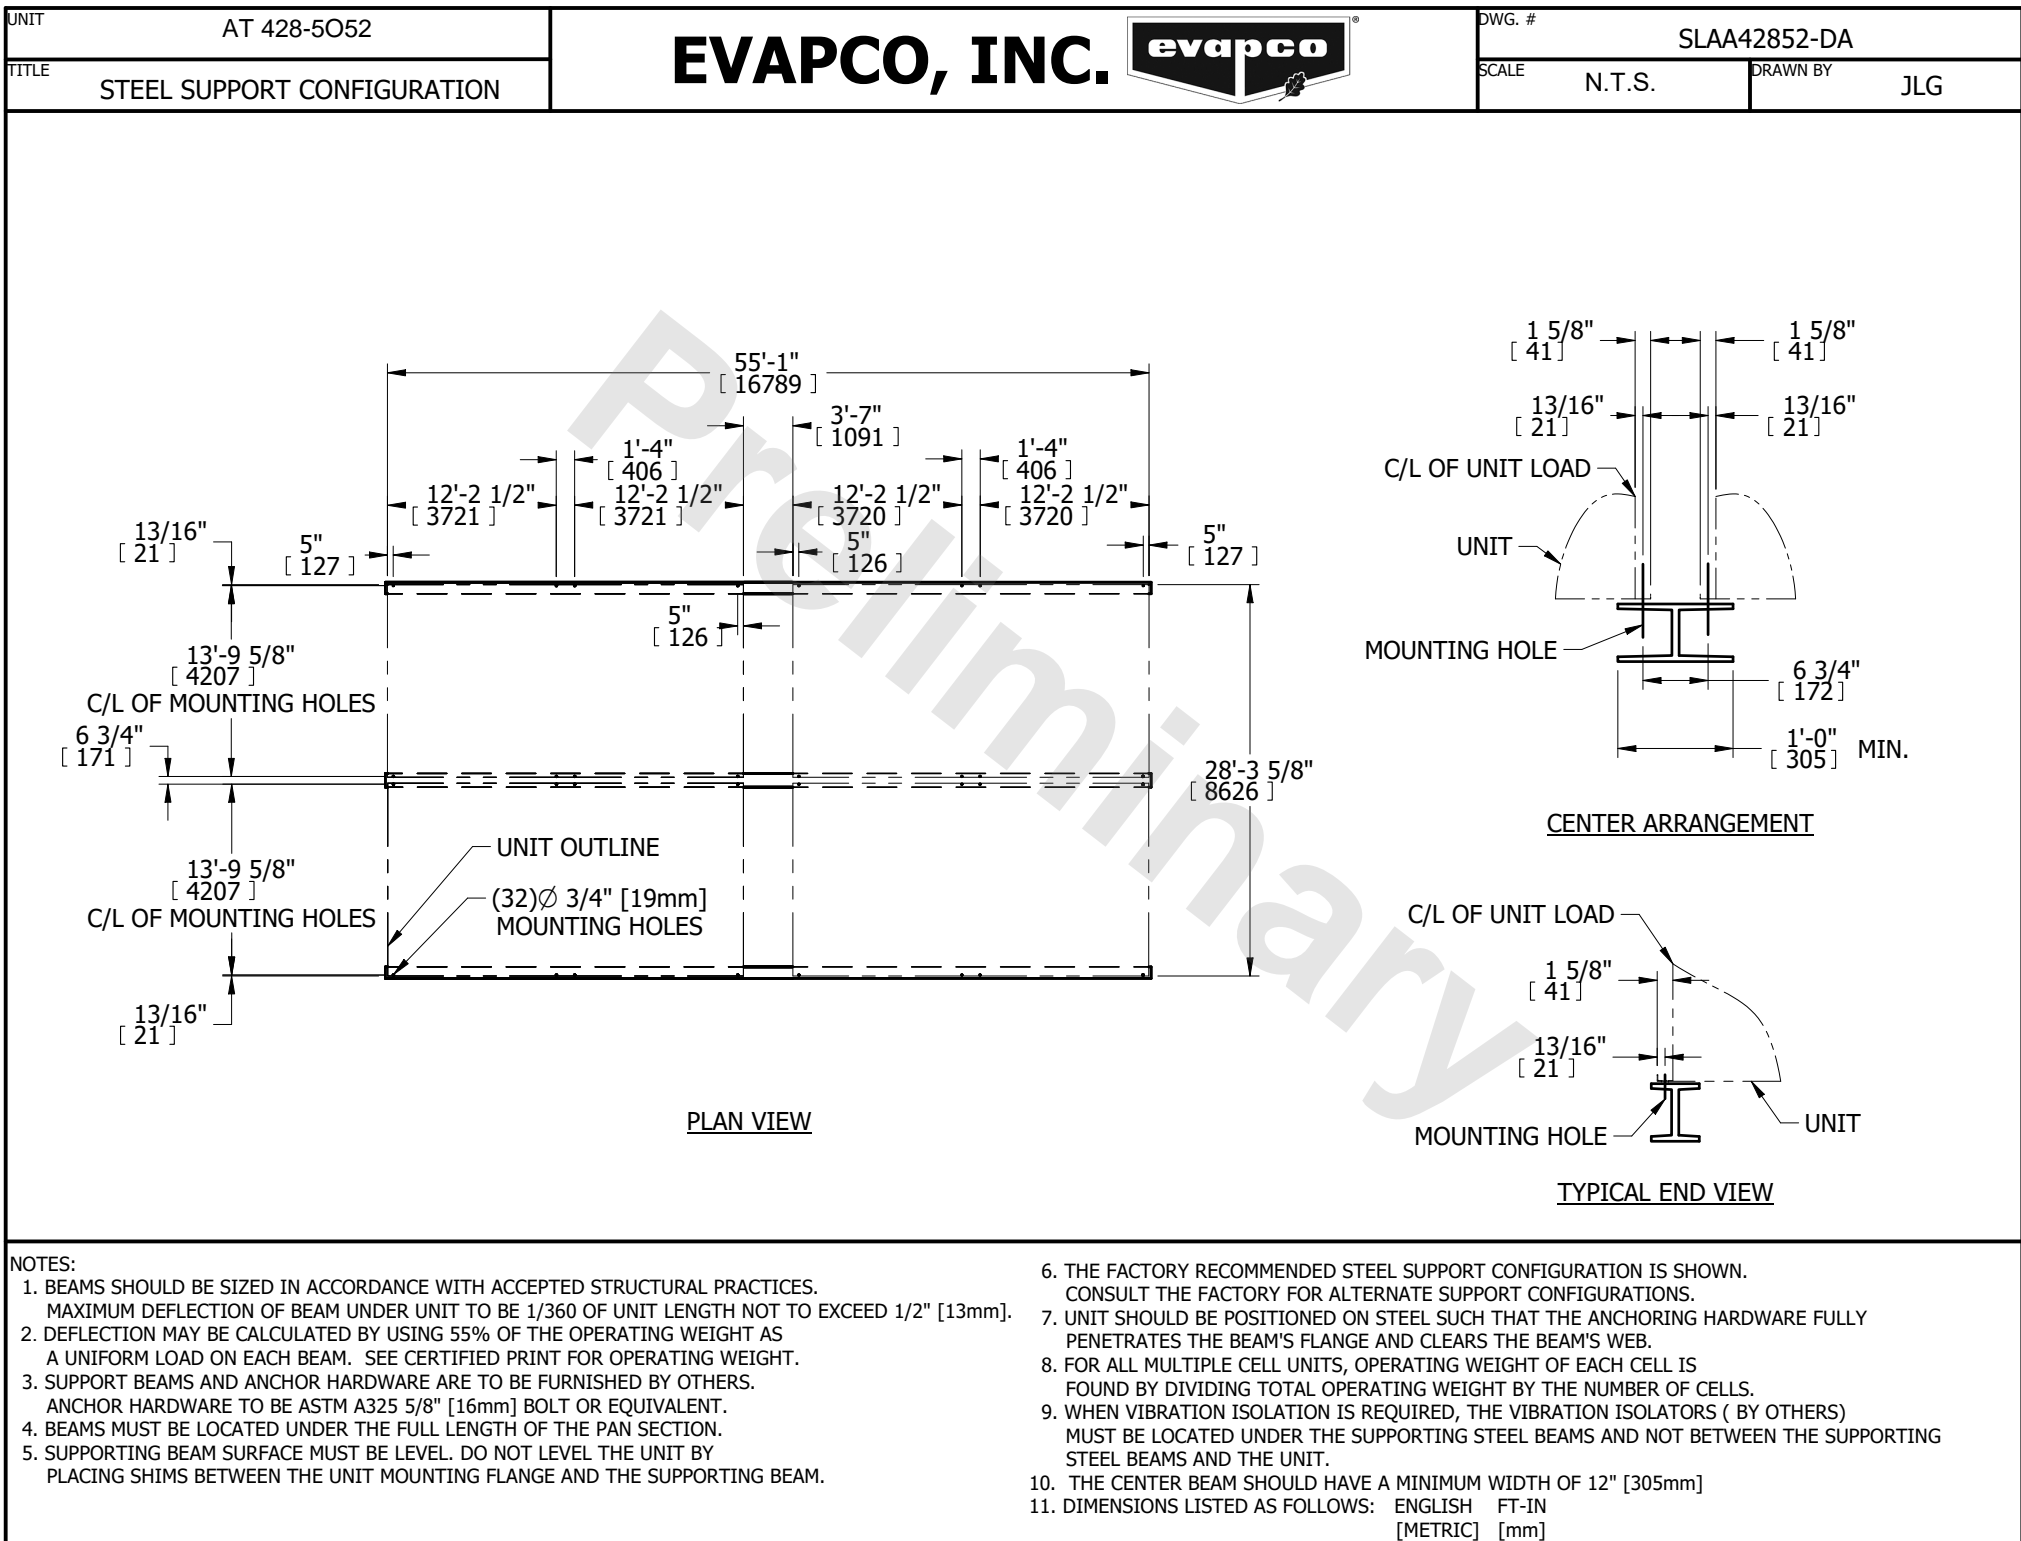 UNIT
AT 428-5O52
TITLE
STEEL SUPPORT CONFIGURATION
EVAPCO, INC.
evapco
®
DWG. #
SLAA42852-DA
SCALE
N.T.S.
DRAWN BY
JLG
Preliminary
55'-1"
[ 16789 ]
3'-7"
[ 1091 ]
1'-4"
[ 406 ]
1'-4"
[ 406 ]
12'-2 1/2"
[ 3721 ]
12'-2 1/2"
[ 3721 ]
12'-2 1/2"
[ 3720 ]
12'-2 1/2"
[ 3720 ]
13/16"
[ 21 ]
5"
[ 127 ]
5"
[ 126 ]
5"
[ 127 ]
5"
[ 126 ]
13'-9 5/8"
[ 4207 ]
C/L OF MOUNTING HOLES
6 3/4"
[ 171 ]
28'-3 5/8"
[ 8626 ]
UNIT OUTLINE
13'-9 5/8"
[ 4207 ]
C/L OF MOUNTING HOLES
(32)∅ 3/4" [19mm]
MOUNTING HOLES
13/16"
[ 21 ]
PLAN VIEW
1 5/8"
[ 41 ]
1 5/8"
[ 41 ]
13/16"
[ 21 ]
13/16"
[ 21 ]
C/L OF UNIT LOAD
UNIT
MOUNTING HOLE
6 3/4"
[ 172 ]
1'-0"
[ 305 ]
MIN.
CENTER ARRANGEMENT
C/L OF UNIT LOAD
1 5/8"
[ 41 ]
13/16"
[ 21 ]
UNIT
MOUNTING HOLE
TYPICAL END VIEW
NOTES:
1. BEAMS SHOULD BE SIZED IN ACCORDANCE WITH ACCEPTED STRUCTURAL PRACTICES.
MAXIMUM DEFLECTION OF BEAM UNDER UNIT TO BE 1/360 OF UNIT LENGTH NOT TO EXCEED 1/2" [13mm].
2. DEFLECTION MAY BE CALCULATED BY USING 55% OF THE OPERATING WEIGHT AS
A UNIFORM LOAD ON EACH BEAM. SEE CERTIFIED PRINT FOR OPERATING WEIGHT.
3. SUPPORT BEAMS AND ANCHOR HARDWARE ARE TO BE FURNISHED BY OTHERS.
ANCHOR HARDWARE TO BE ASTM A325 5/8" [16mm] BOLT OR EQUIVALENT.
4. BEAMS MUST BE LOCATED UNDER THE FULL LENGTH OF THE PAN SECTION.
5. SUPPORTING BEAM SURFACE MUST BE LEVEL. DO NOT LEVEL THE UNIT BY
PLACING SHIMS BETWEEN THE UNIT MOUNTING FLANGE AND THE SUPPORTING BEAM.
6. THE FACTORY RECOMMENDED STEEL SUPPORT CONFIGURATION IS SHOWN.
CONSULT THE FACTORY FOR ALTERNATE SUPPORT CONFIGURATIONS.
7. UNIT SHOULD BE POSITIONED ON STEEL SUCH THAT THE ANCHORING HARDWARE FULLY
PENETRATES THE BEAM'S FLANGE AND CLEARS THE BEAM'S WEB.
8. FOR ALL MULTIPLE CELL UNITS, OPERATING WEIGHT OF EACH CELL IS
FOUND BY DIVIDING TOTAL OPERATING WEIGHT BY THE NUMBER OF CELLS.
9. WHEN VIBRATION ISOLATION IS REQUIRED, THE VIBRATION ISOLATORS ( BY OTHERS)
MUST BE LOCATED UNDER THE SUPPORTING STEEL BEAMS AND NOT BETWEEN THE SUPPORTING
STEEL BEAMS AND THE UNIT.
10. THE CENTER BEAM SHOULD HAVE A MINIMUM WIDTH OF 12" [305mm]
11. DIMENSIONS LISTED AS FOLLOWS: ENGLISH FT-IN
[METRIC] [mm]